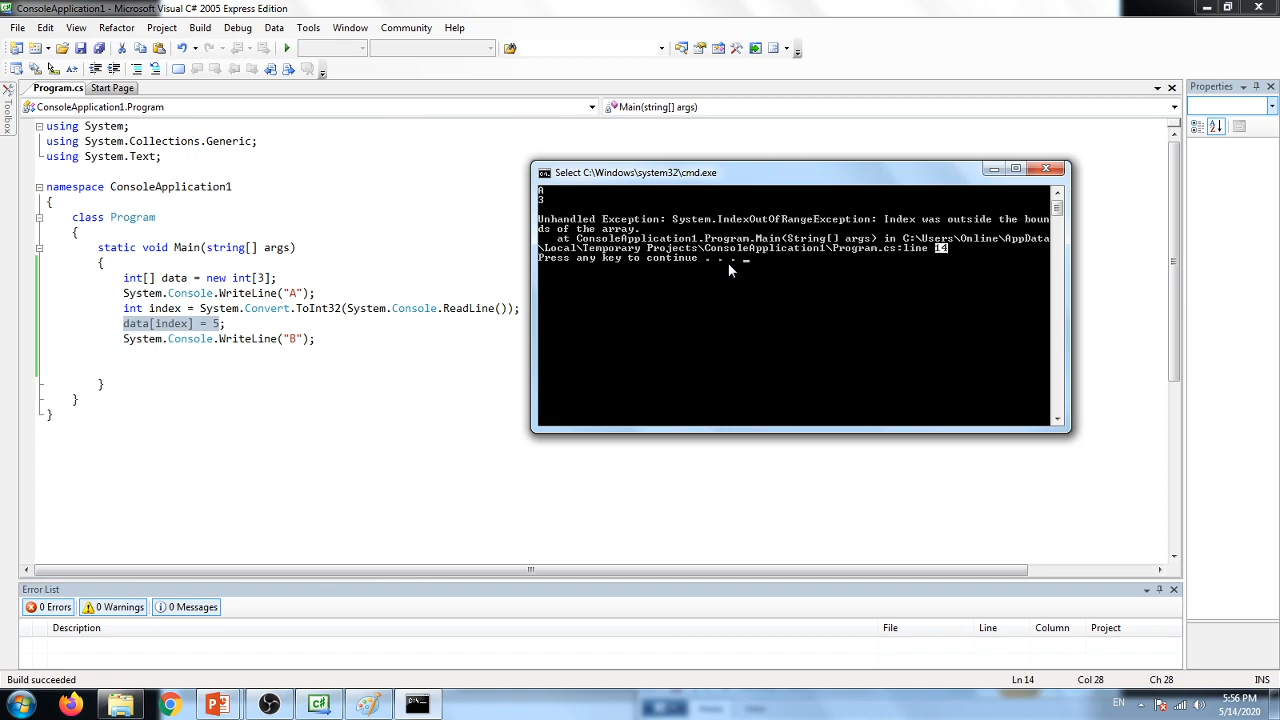 ConsoleApplication1 - Microsoft Visual C# 2005 Express Edition
File Edit View Refactor Project Build Debug Data Tools Window Community Help
Program.cs Start Page
ConsoleApplication1.Program Main(string[] args)
Toolbox
using System;
using System.Collections.Generic;
using System.Text;
namespace ConsoleApplication1
{
class Program
{
static void Main(string[] args)
{
int[] data = new int[3];
System.Console.WriteLine("A");
int index = System.Convert.ToInt32(System.Console.ReadLine());
data[index] = 5;
System.Console.WriteLine("B");
}
}
}
Select C:\Windows\system32\cmd.exe
A
3
Unhandled Exception: System.IndexOutOfRangeException: Index was outside the boun
ds of the array.
at ConsoleApplication1.Program.Main(String[] args) in C:\Users\Online\AppData
\Local\Temporary Projects\ConsoleApplication1\Program.cs:line 14
Press any key to continue . . . _
Properties
Error List
0 Errors 0 Warnings 0 Messages
Description File Line Column Project
Build succeeded Ln 14 Col 28 Ch 28 INS
EN 5:56 PM
5/14/2020